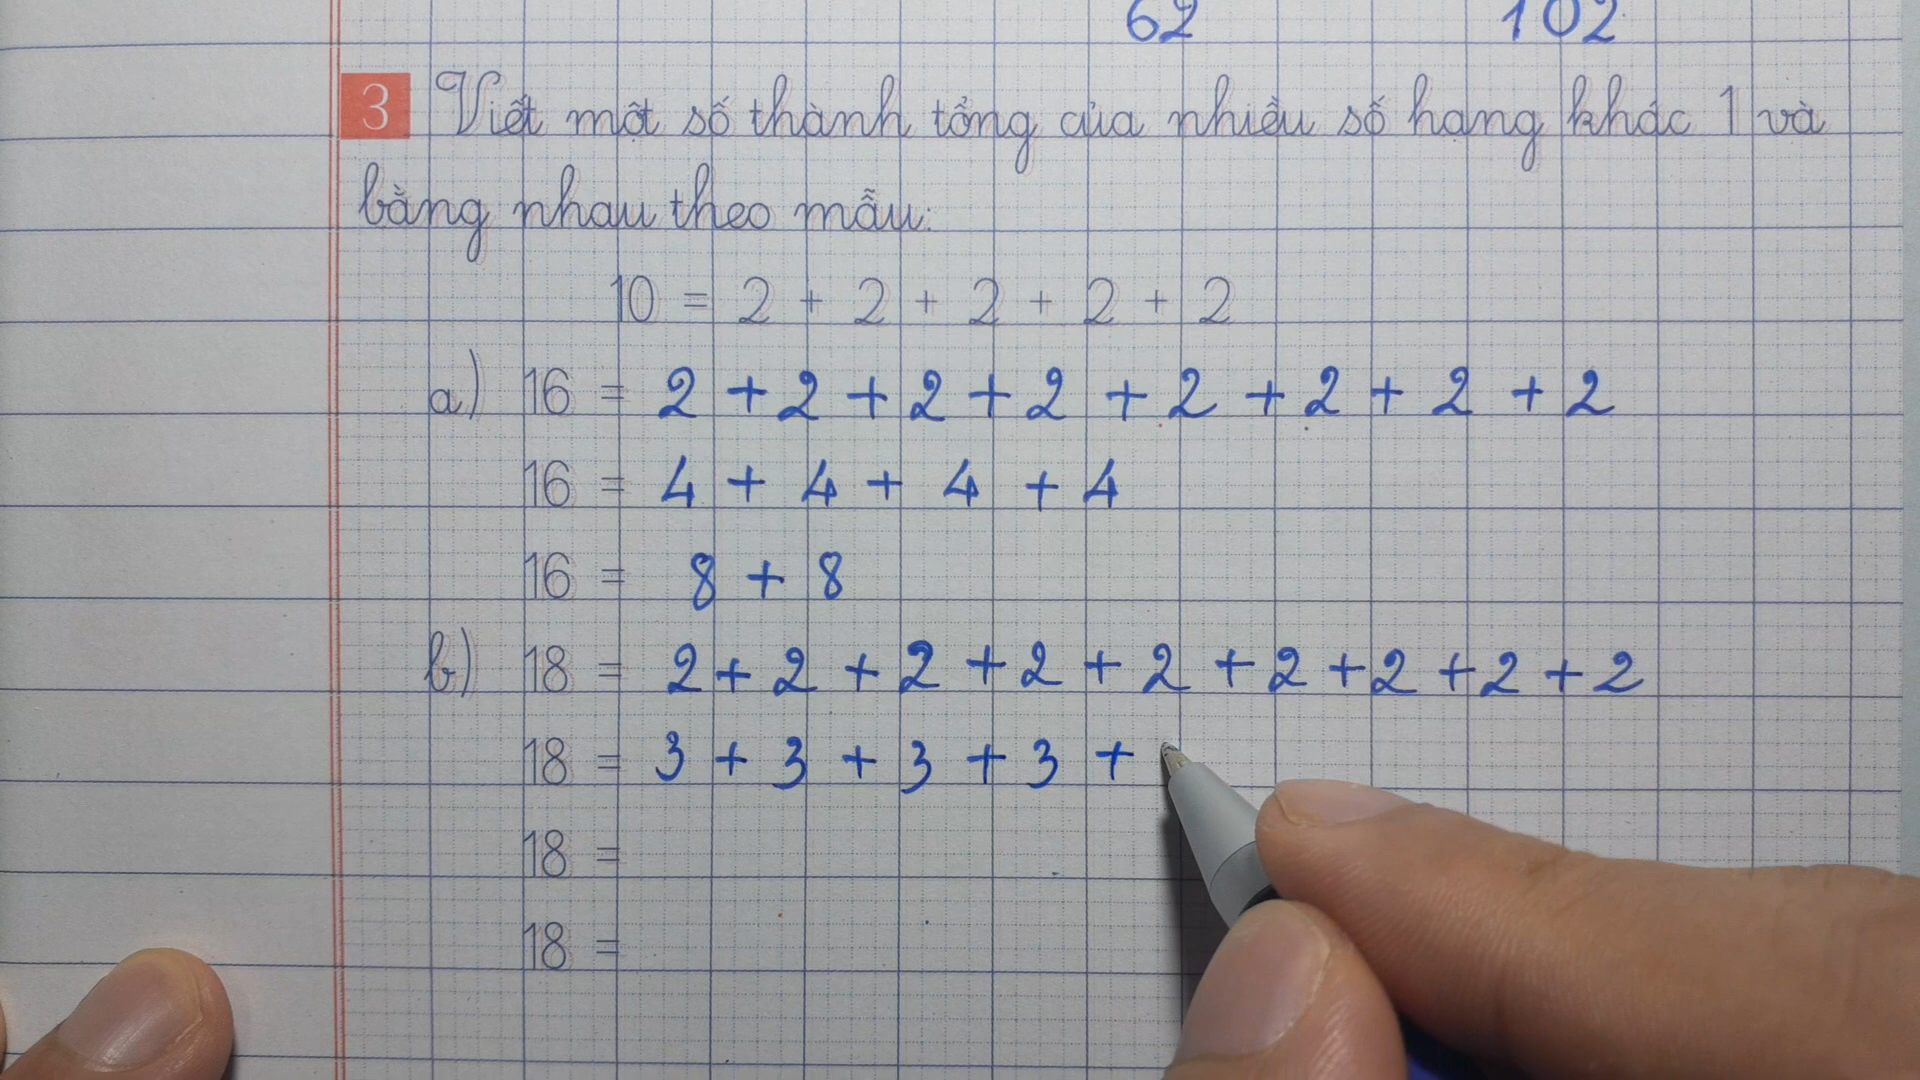 62 102
3 Viết một số thành tổng của nhiều số hạng khác 1 và
bằng nhau theo mẫu:
10 = 2 + 2 + 2 + 2 + 2
a) 16 = 2 + 2 + 2 + 2 + 2 + 2 + 2 + 2
16 = 4 + 4 + 4 + 4
16 = 8 + 8
b) 18 = 2 + 2 + 2 + 2 + 2 + 2 + 2 + 2 + 2
18 = 3 + 3 + 3 + 3 +
18 =
18 =